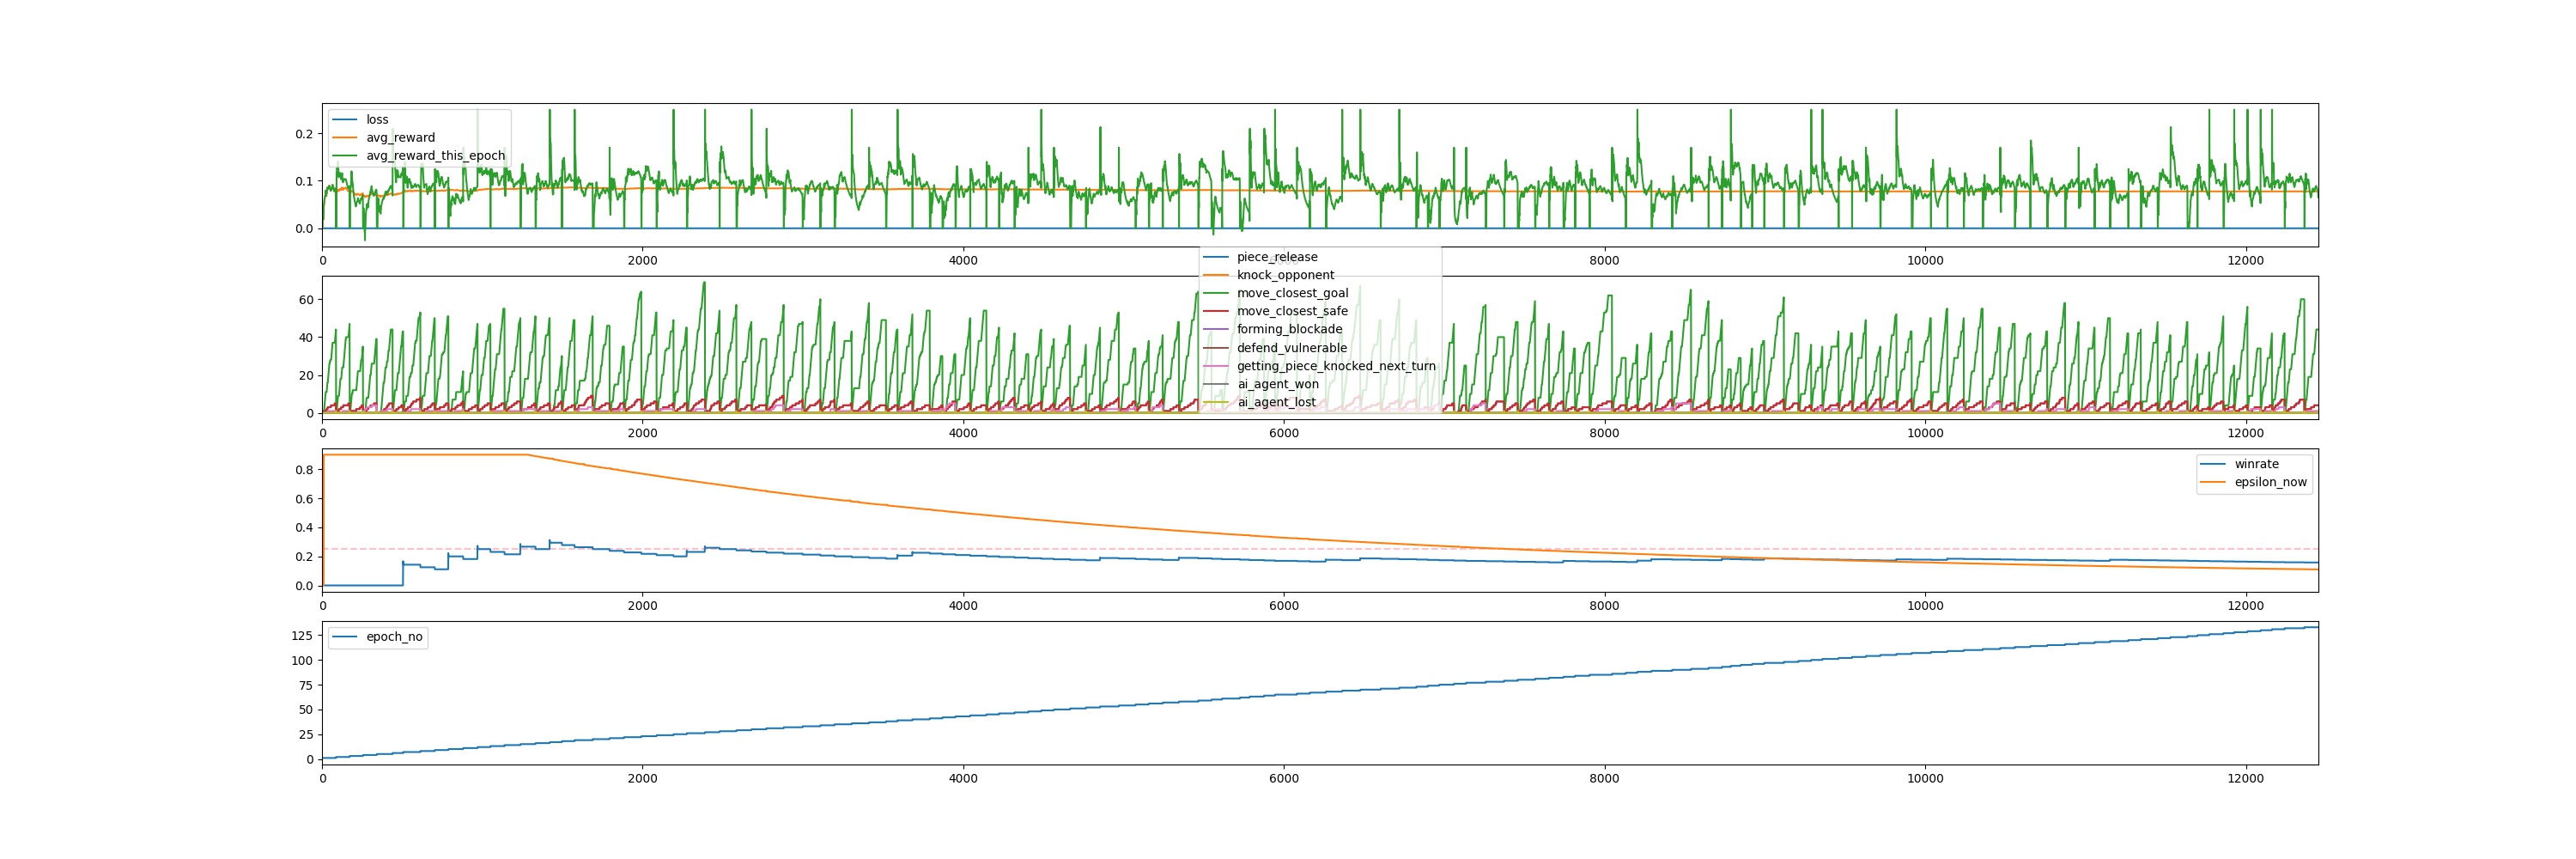 loss
avg_reward
avg_reward_this_epoch
0.2
0.1
0.0
0 2000 4000 6000 8000 10000 12000
piece_release
knock_opponent
move_closest_goal
move_closest_safe
forming_blockade
defend_vulnerable
getting_piece_knocked_next_turn
ai_agent_won
ai_agent_lost
60
40
20
0
0 2000 4000 6000 8000 10000 12000
winrate
epsilon_now
0.8
0.6
0.4
0.2
0.0
0 2000 4000 6000 8000 10000 12000
epoch_no
125
100
75
50
25
0
0 2000 4000 6000 8000 10000 12000